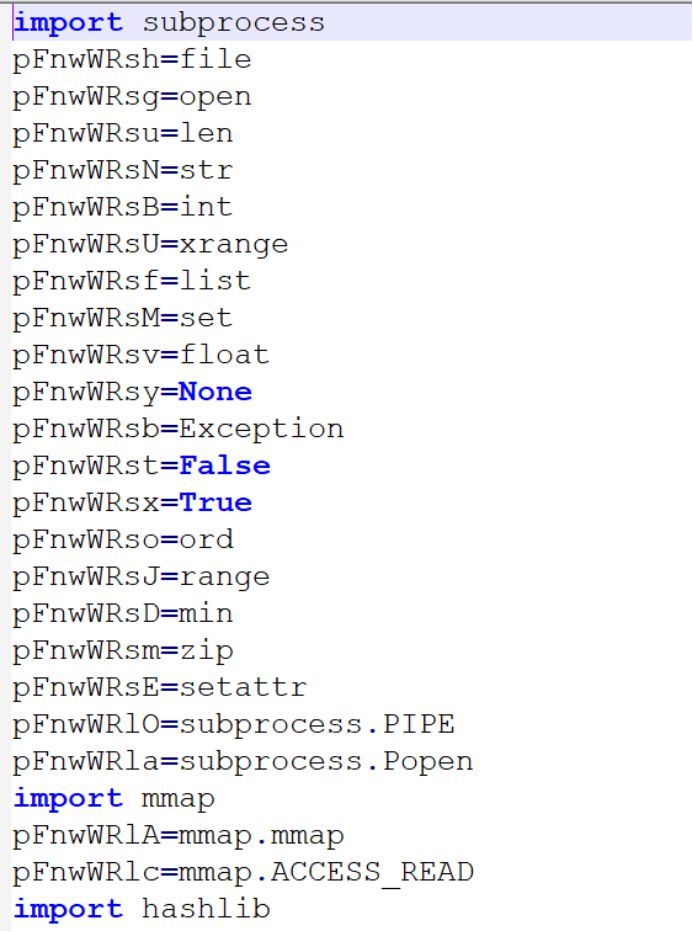 import subprocess
pFnwWRsh=file
pFnwWRsg=open
pFnwWRsu=len
pFnwWRsN=str
pFnwWRsB=int
pFnwWRsU=xrange
pFnwWRsf=list
pFnwWRsM=set
pFnwWRsv=float
pFnwWRsy=None
pFnwWRsb=Exception
pFnwWRst=False
pFnwWRsx=True
pFnwWRso=ord
pFnwWRsJ=range
pFnwWRsD=min
pFnwWRsm=zip
pFnwWRsE=setattr
pFnwWRlO=subprocess.PIPE
pFnwWRla=subprocess.Popen
import mmap
pFnwWRlA=mmap.mmap
pFnwWRlc=mmap.ACCESS_READ
import hashlib